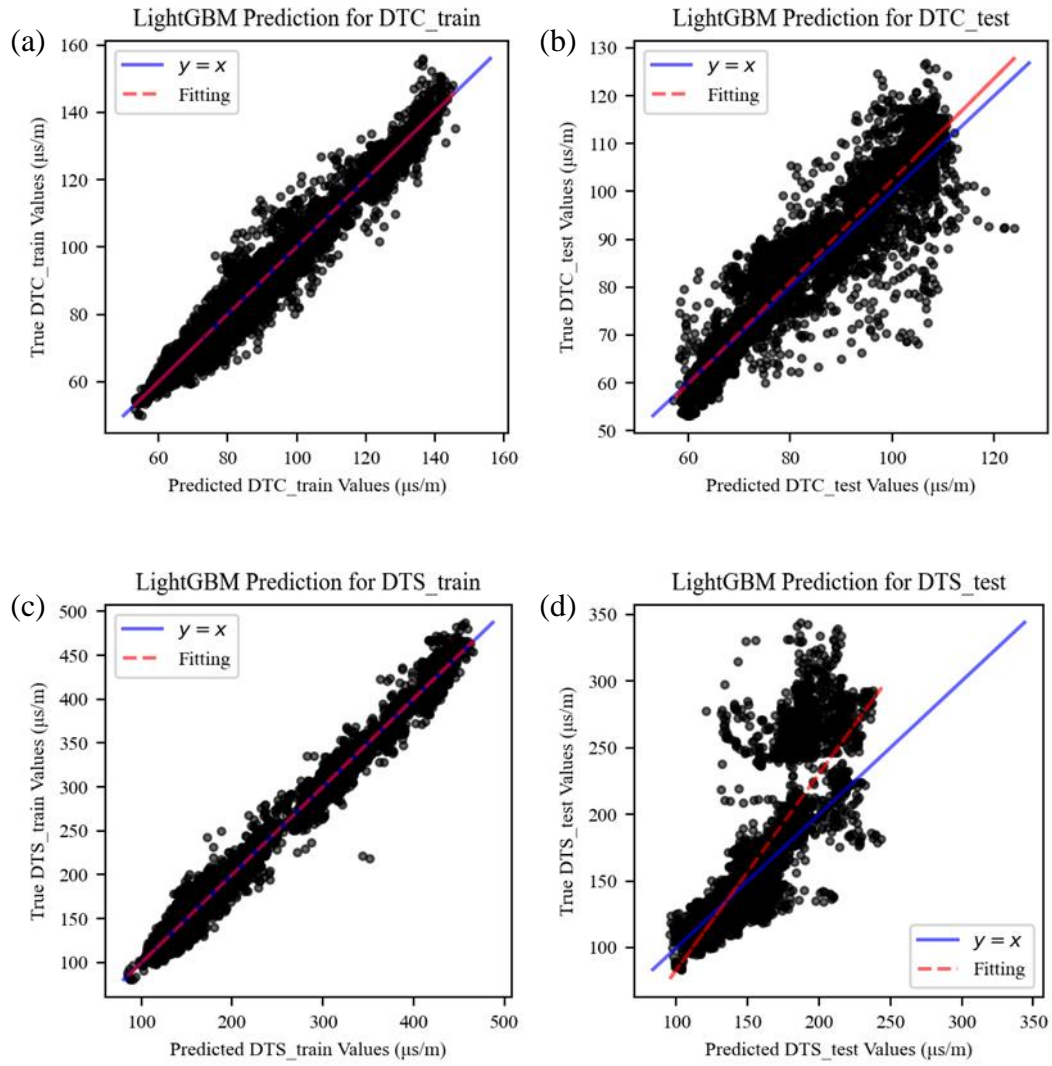 (a)
LightGBM Prediction for DTC_train
y = x
Fitting
160
140
120
100
80
60
True DTC_train Values (μs/m)
60 80 100 120 140 160
Predicted DTC_train Values (μs/m)
(b)
LightGBM Prediction for DTC_test
y = x
Fitting
130
120
110
100
90
80
70
60
50
True DTC_test Values (μs/m)
60 80 100 120
Predicted DTC_test Values (μs/m)
(c)
LightGBM Prediction for DTS_train
y = x
Fitting
500
450
400
350
300
250
200
150
100
True DTS_train Values (μs/m)
100 200 300 400 500
Predicted DTS_train Values (μs/m)
(d)
LightGBM Prediction for DTS_test
350
300
250
200
150
100
True DTS_test Values (μs/m)
y = x
Fitting
100 150 200 250 300 350
Predicted DTS_test Values (μs/m)